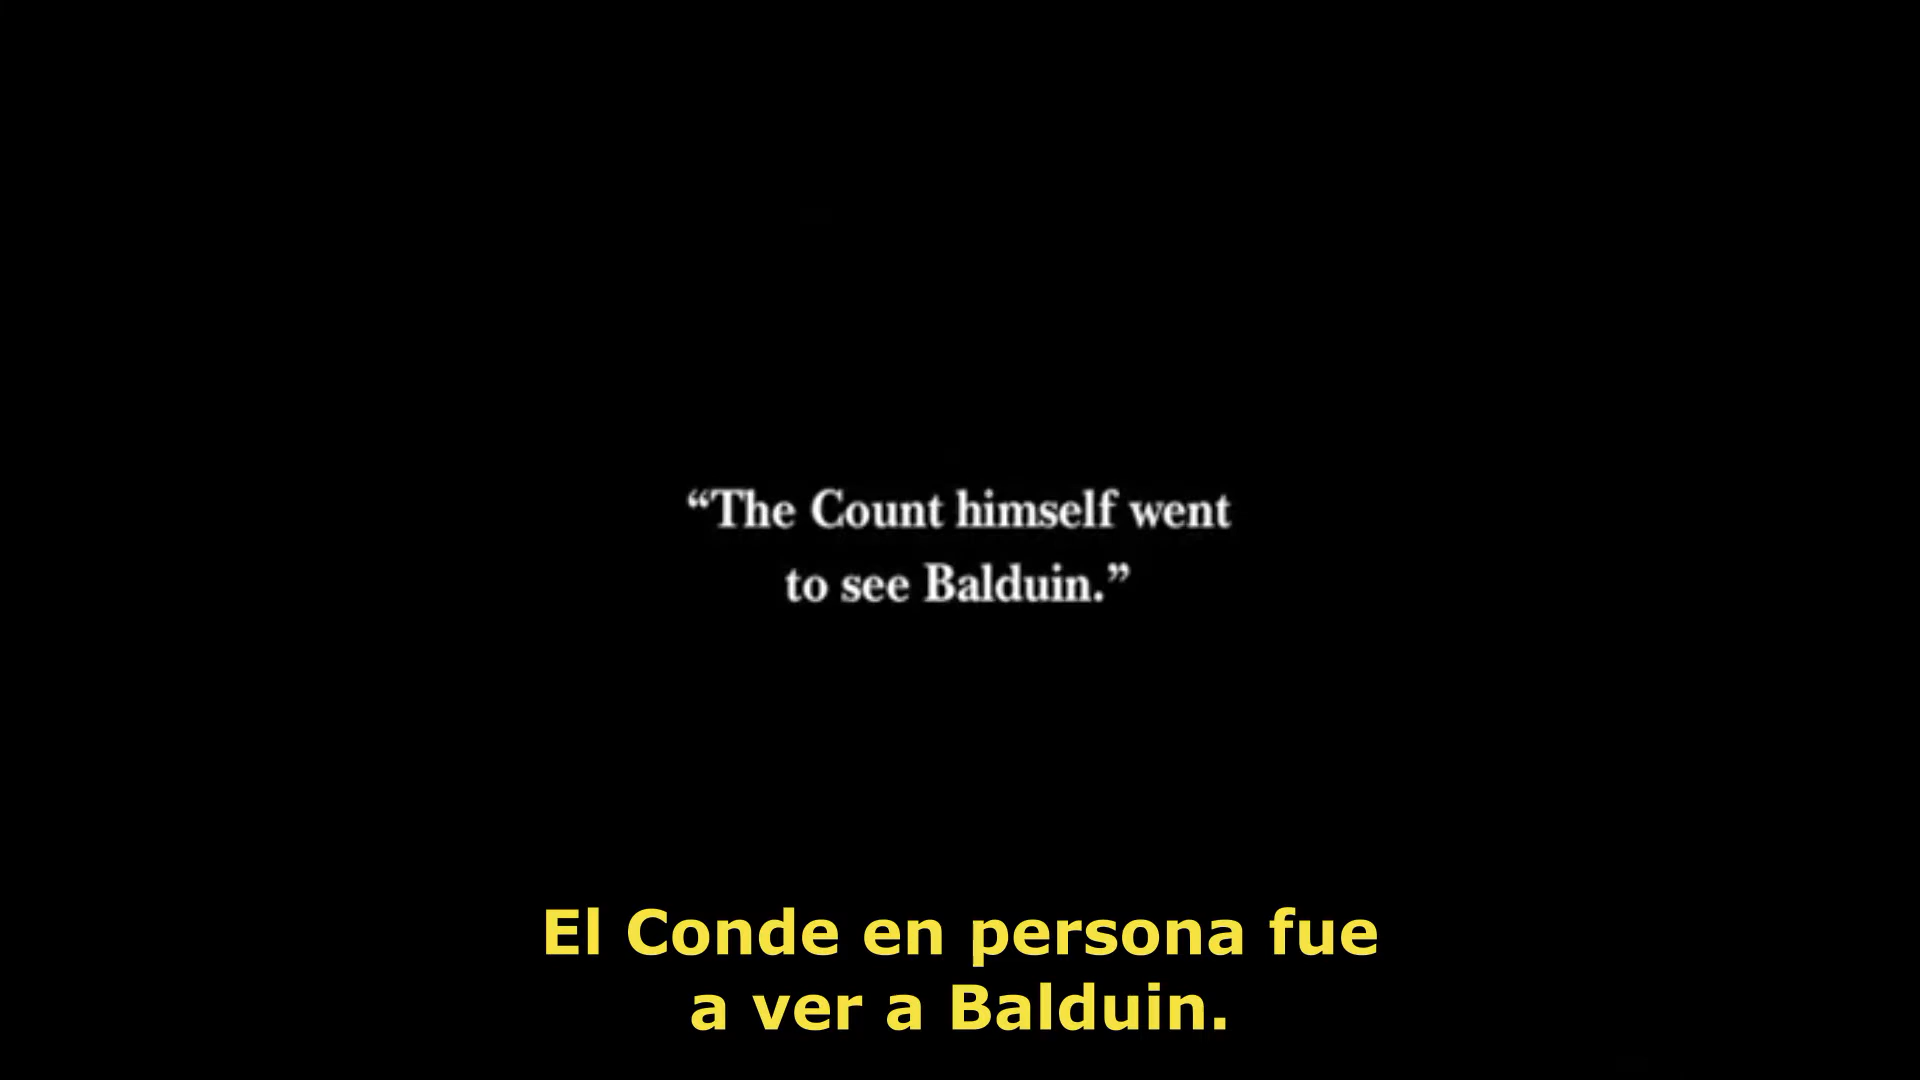 “The Count himself went
to see Balduin.”
El Conde en persona fue
a ver a Balduin.